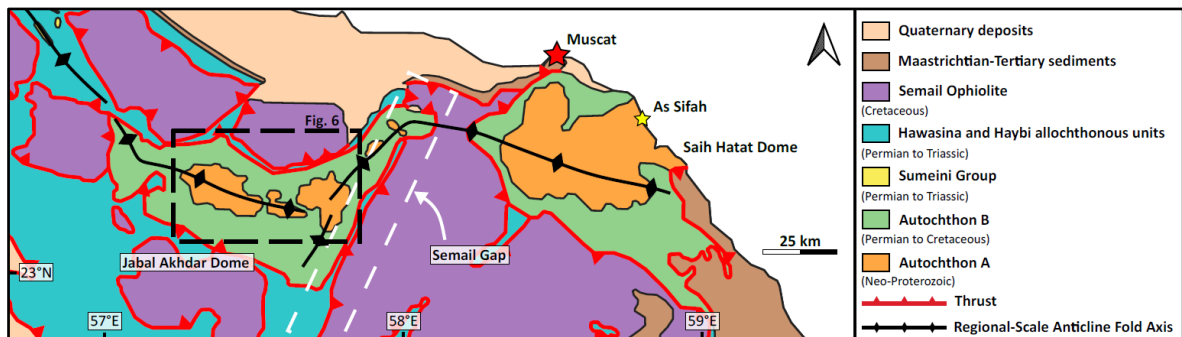 Muscat
As Sifah
Fig. 6
Saih Hatat Dome
25 km
Jabal Akhdar Dome
Semail Gap
23°N
57°E
58°E
59°E
Quaternary deposits
Maastrichtian-Tertiary sediments
Semail Ophiolite
(Cretaceous)
Hawasina and Haybi allochthonous units
(Permian to Triassic)
Sumeini Group
(Permian to Triassic)
Autochthon B
(Permian to Cretaceous)
Autochthon A
(Neo-Proterozoic)
Thrust
Regional-Scale Anticline Fold Axis